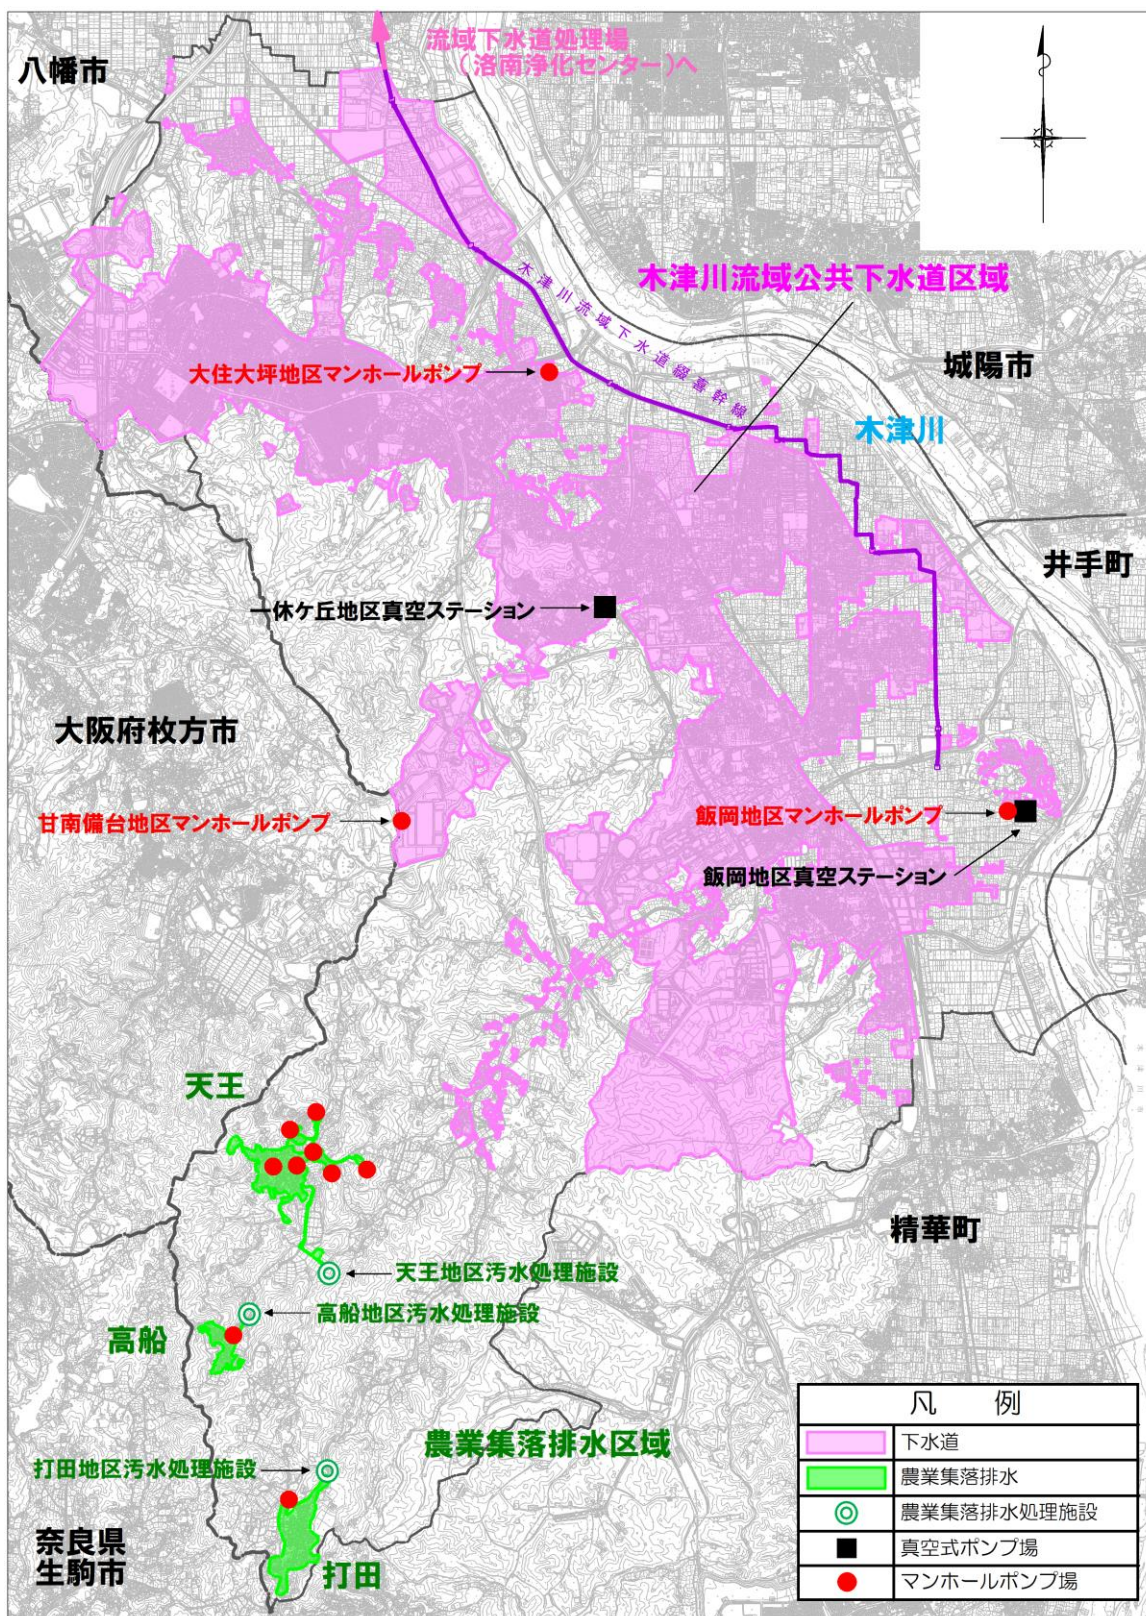 流域下水道処理場
（洛南浄化センター）へ
八幡市
木津川流域公共下水道区域
木津川流域下水道綴喜幹線
城陽市
大住大坪地区マンホールポンプ
木津川
井手町
一休ケ丘地区真空ステーション
大阪府枚方市
甘南備台地区マンホールポンプ
飯岡地区マンホールポンプ
飯岡地区真空ステーション
天王
精華町
天王地区汚水処理施設
高船地区汚水処理施設
高船
農業集落排水区域
打田地区汚水処理施設
奈良県
生駒市
打田
凡 例
下水道
農業集落排水
農業集落排水処理施設
真空式ポンプ場
マンホールポンプ場